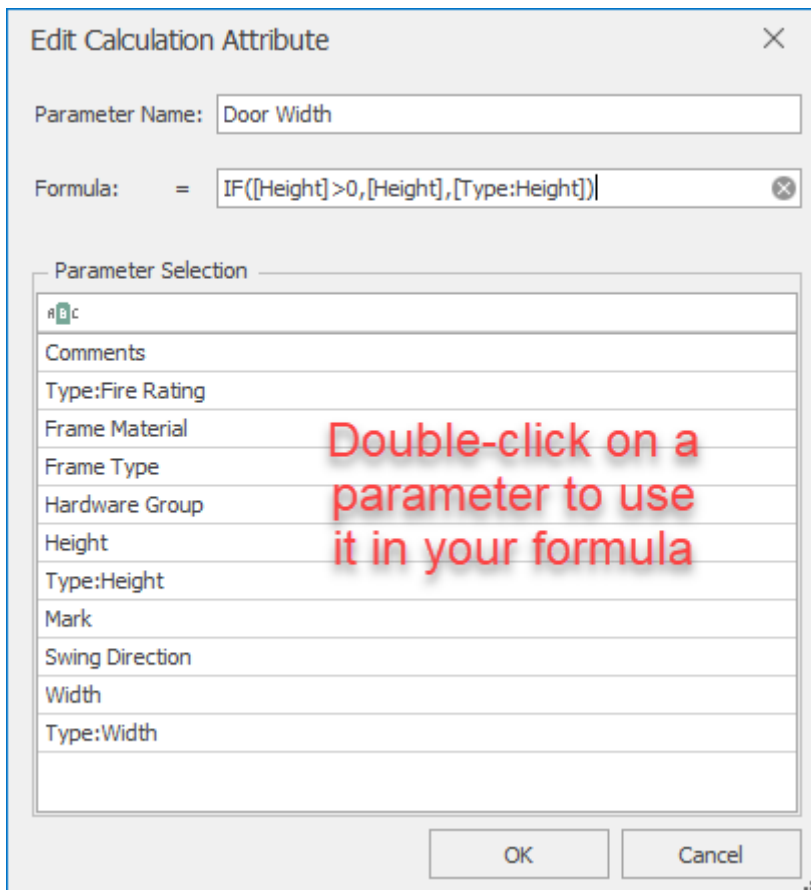 Edit Calculation Attribute
Parameter Name: Door Width
Formula: = IF([Height]>0,[Height],[Type:Height])
Parameter Selection
ABC
Comments
Type:Fire Rating
Frame Material
Frame Type
Hardware Group
Height
Type:Height
Mark
Swing Direction
Width
Type:Width
Double-click on a
parameter to use
it in your formula
OK Cancel